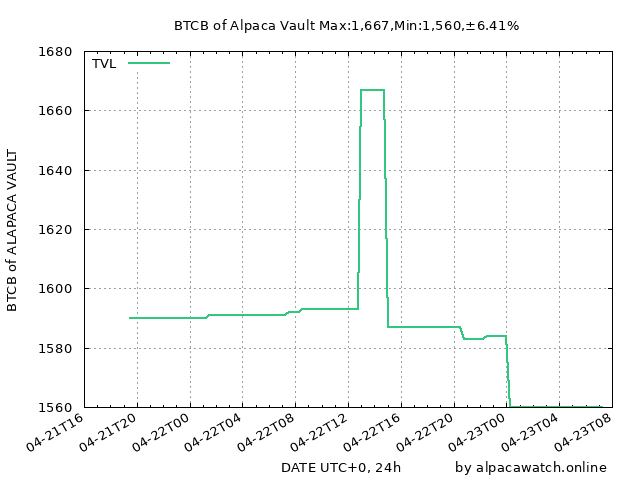 BTCB of Alpaca Vault Max:1,667,Min:1,560,±6.41%
TVL
1680
1660
1640
1620
1600
1580
1560
BTCB of ALAPACA VAULT
04-21T16
04-21T20
04-22T00
04-22T04
04-22T08
04-22T12
04-22T16
04-22T20
04-23T00
04-23T04
04-23T08
DATE UTC+0, 24h
by alpacawatch.online